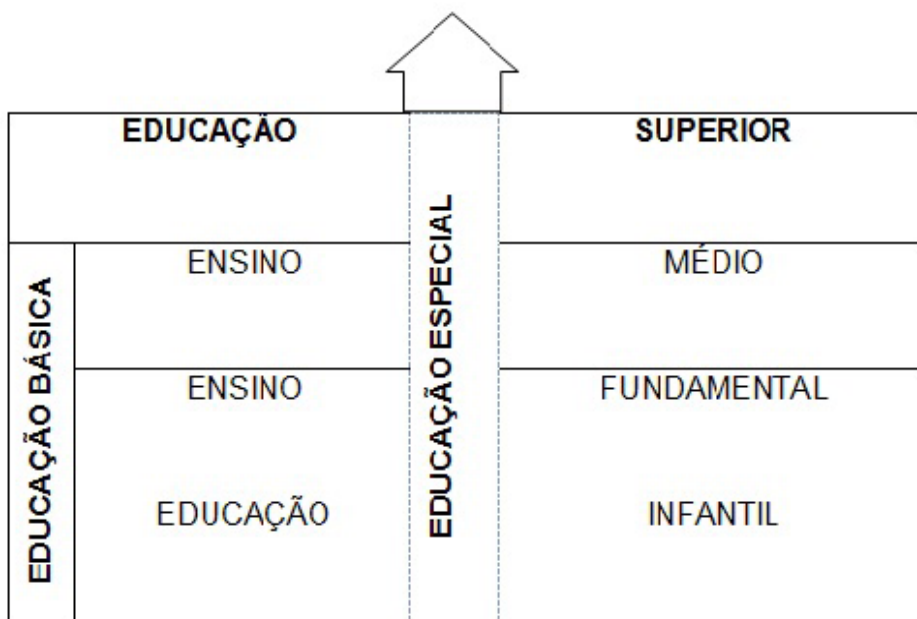 EDUCAÇÃO SUPERIOR
ENSINO MÉDIO
ENSINO FUNDAMENTAL
EDUCAÇÃO INFANTIL
EDUCAÇÃO BÁSICA
EDUCAÇÃO ESPECIAL